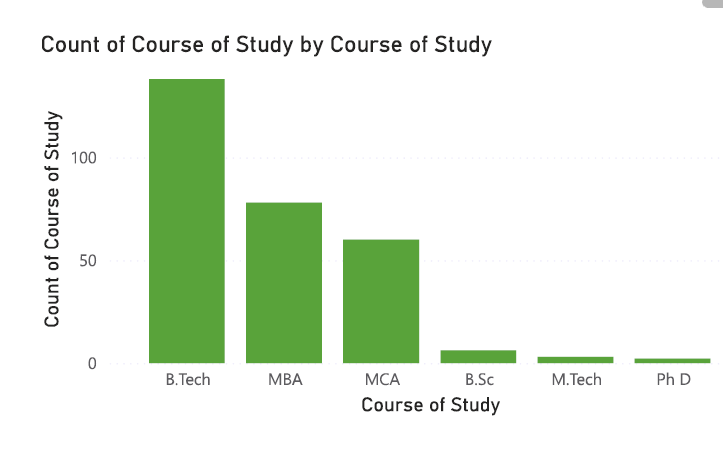 Count of Course of Study by Course of Study
Count of Course of Study
100
50
0
B.Tech MBA MCA B.Sc M.Tech Ph D
Course of Study